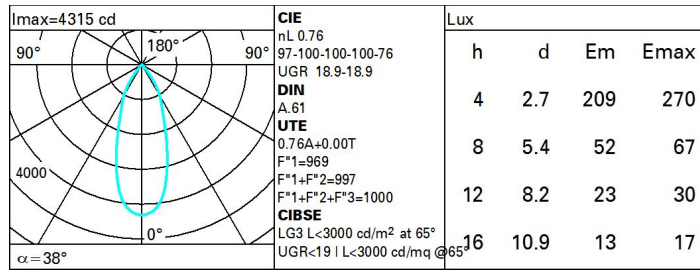 Imax=4315 cd
90° 180° 90°
4000
0°
α=38°
CIE
nL 0.76
97-100-100-100-76
UGR 18.9-18.9
DIN
A.61
UTE
0.76A+0.00T
F"1=969
F"1+F"2=997
F"1+F"2+F"3=1000
CIBSE
LG3 L<3000 cd/m² at 65°
UGR<19 | L<3000 cd/mq @65°
Lux
h d Em Emax
4 2.7 209 270
8 5.4 52 67
12 8.2 23 30
16 10.9 13 17